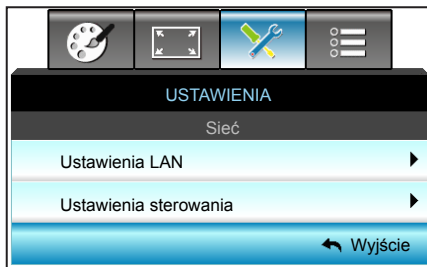 USTAWIENIA
Sieć
Ustawienia LAN
Ustawienia sterowania
Wyjście